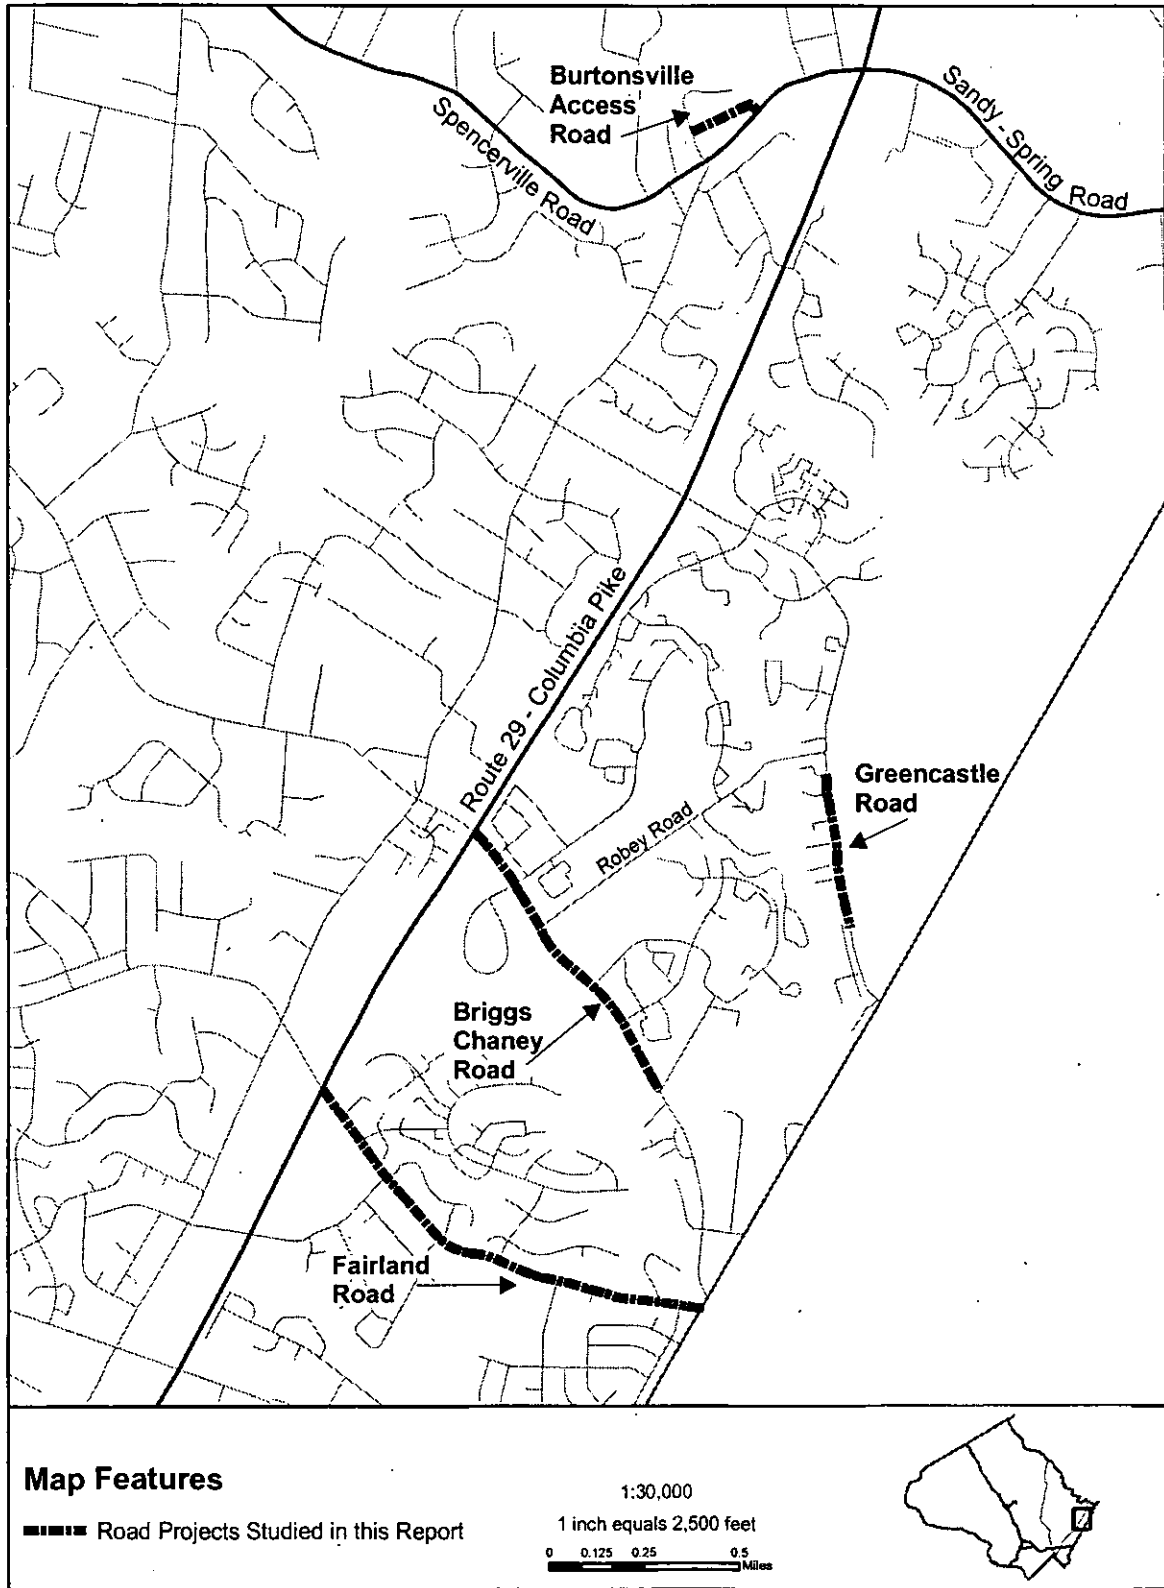 Burtonsville
Access
Road
Sandy - Spring Road
Spencerville Road
Route 29 - Columbia Pike
Greencastle
Road
Robey Road
Briggs
Chaney
Road
Fairland
Road
Map Features
Road Projects Studied in this Report
1:30,000
1 inch equals 2,500 feet
0 0.125 0.25 0.5
Miles